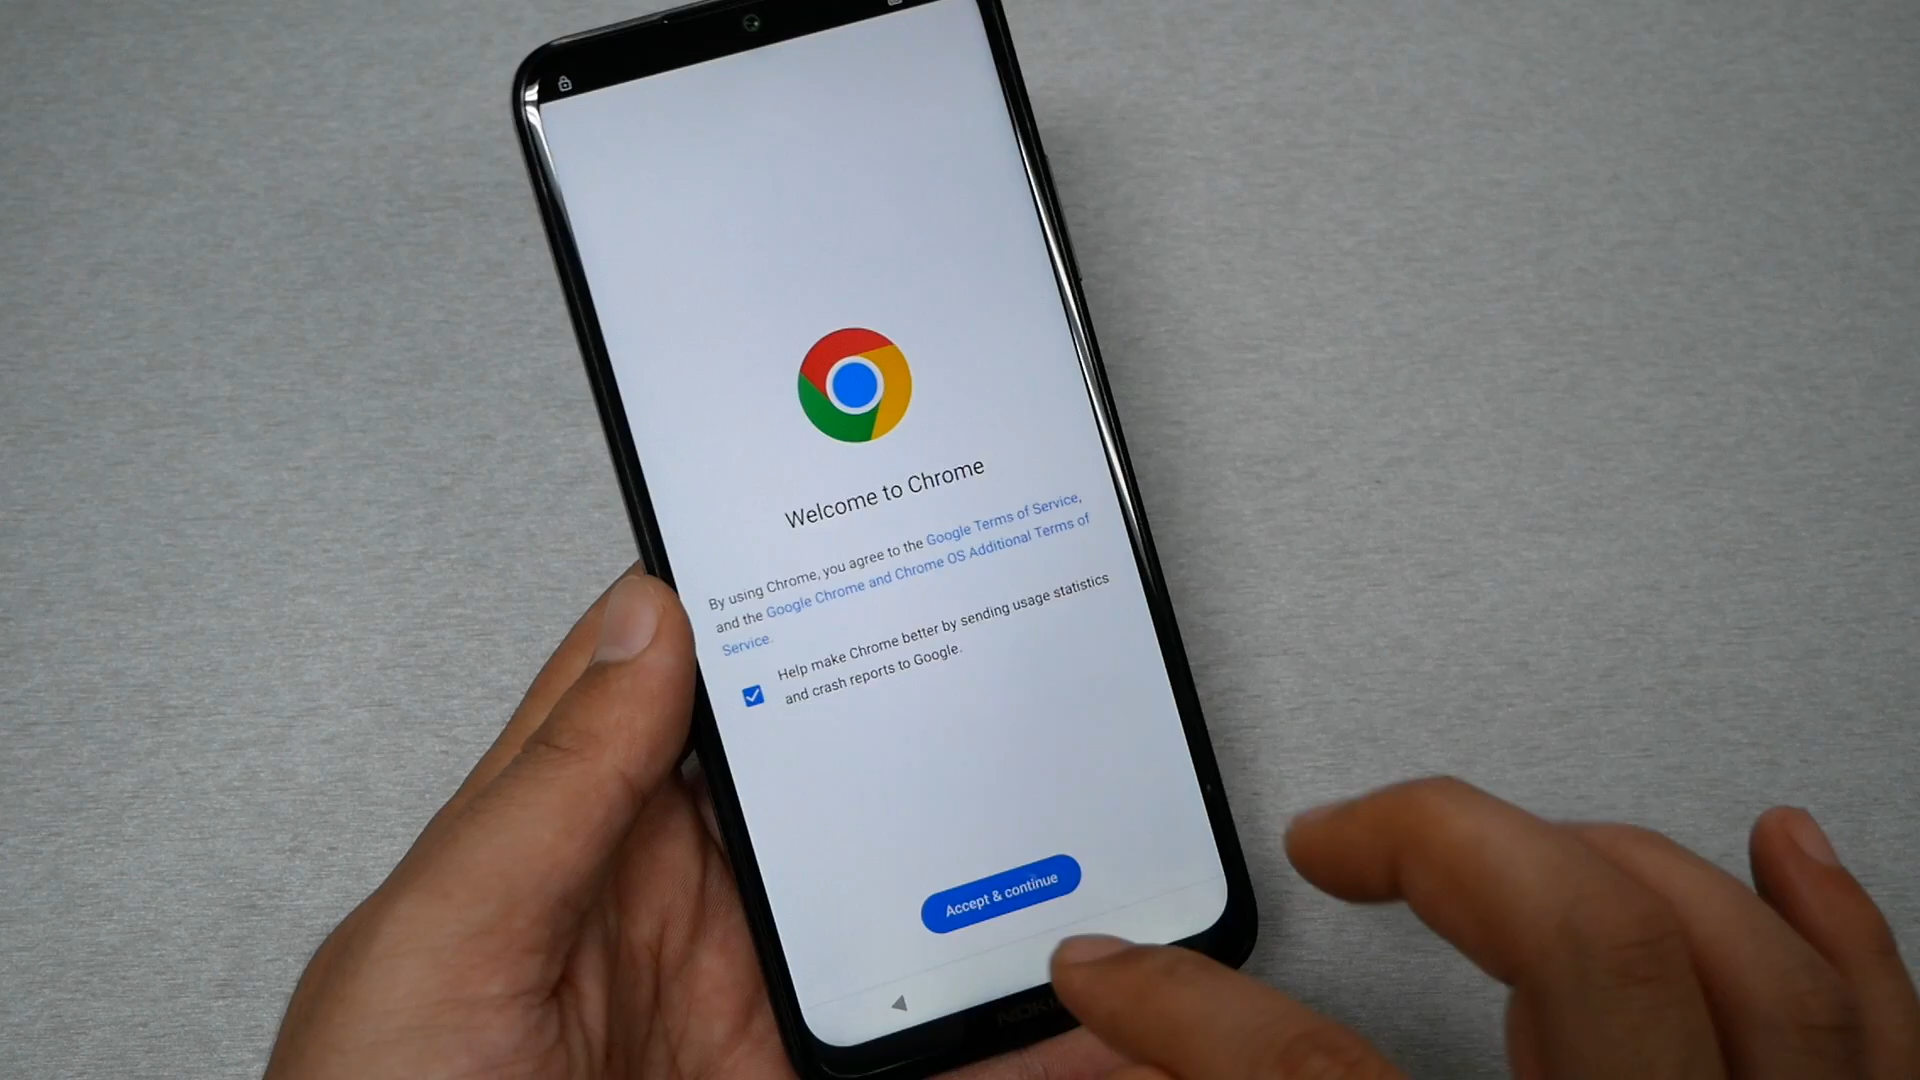 Welcome to Chrome
By using Chrome, you agree to the Google Terms of Service,
and the Google Chrome and Chrome OS Additional Terms of
Service.
Help make Chrome better by sending usage statistics
and crash reports to Google.
Accept & continue